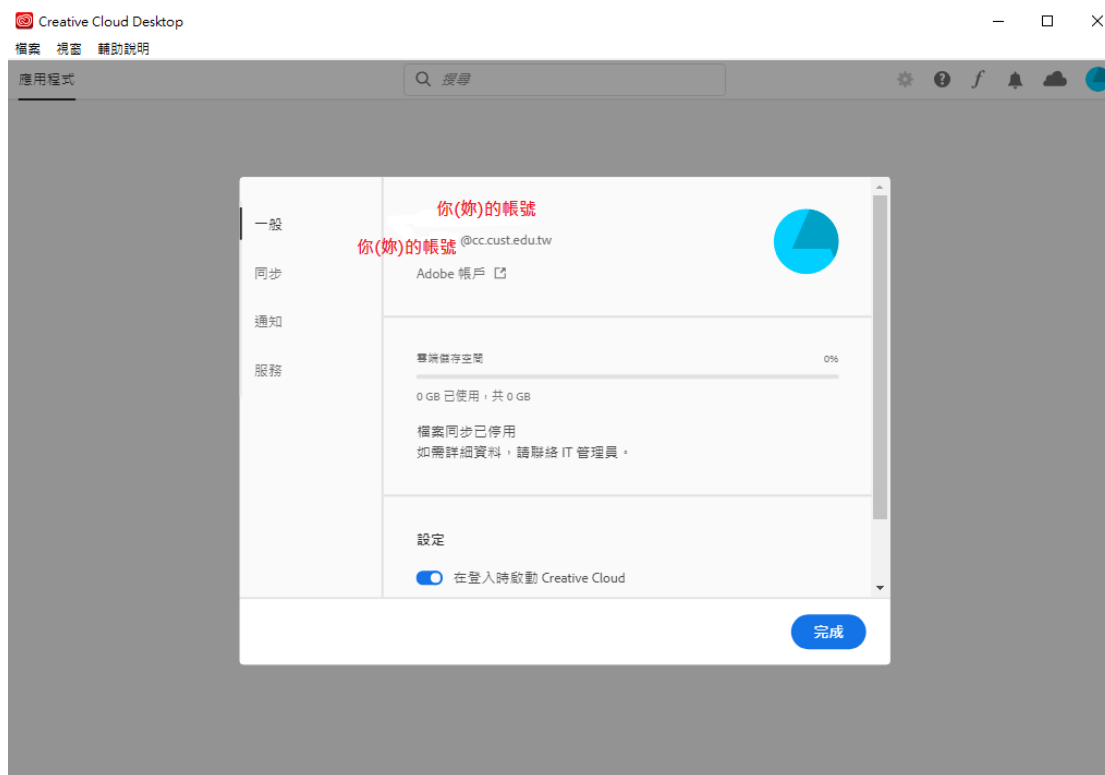 Creative Cloud Desktop
檔案 視窗 輔助說明
應用程式
搜尋
一般
同步
通知
服務
你(妳)的帳號
你(妳)的帳號 @cc.cust.edu.tw
Adobe 帳戶
雲端儲存空間 0%
0 GB 已使用，共 0 GB
檔案同步已停用
如需詳細資料，請聯絡 IT 管理員。
設定
在登入時啟動 Creative Cloud
完成